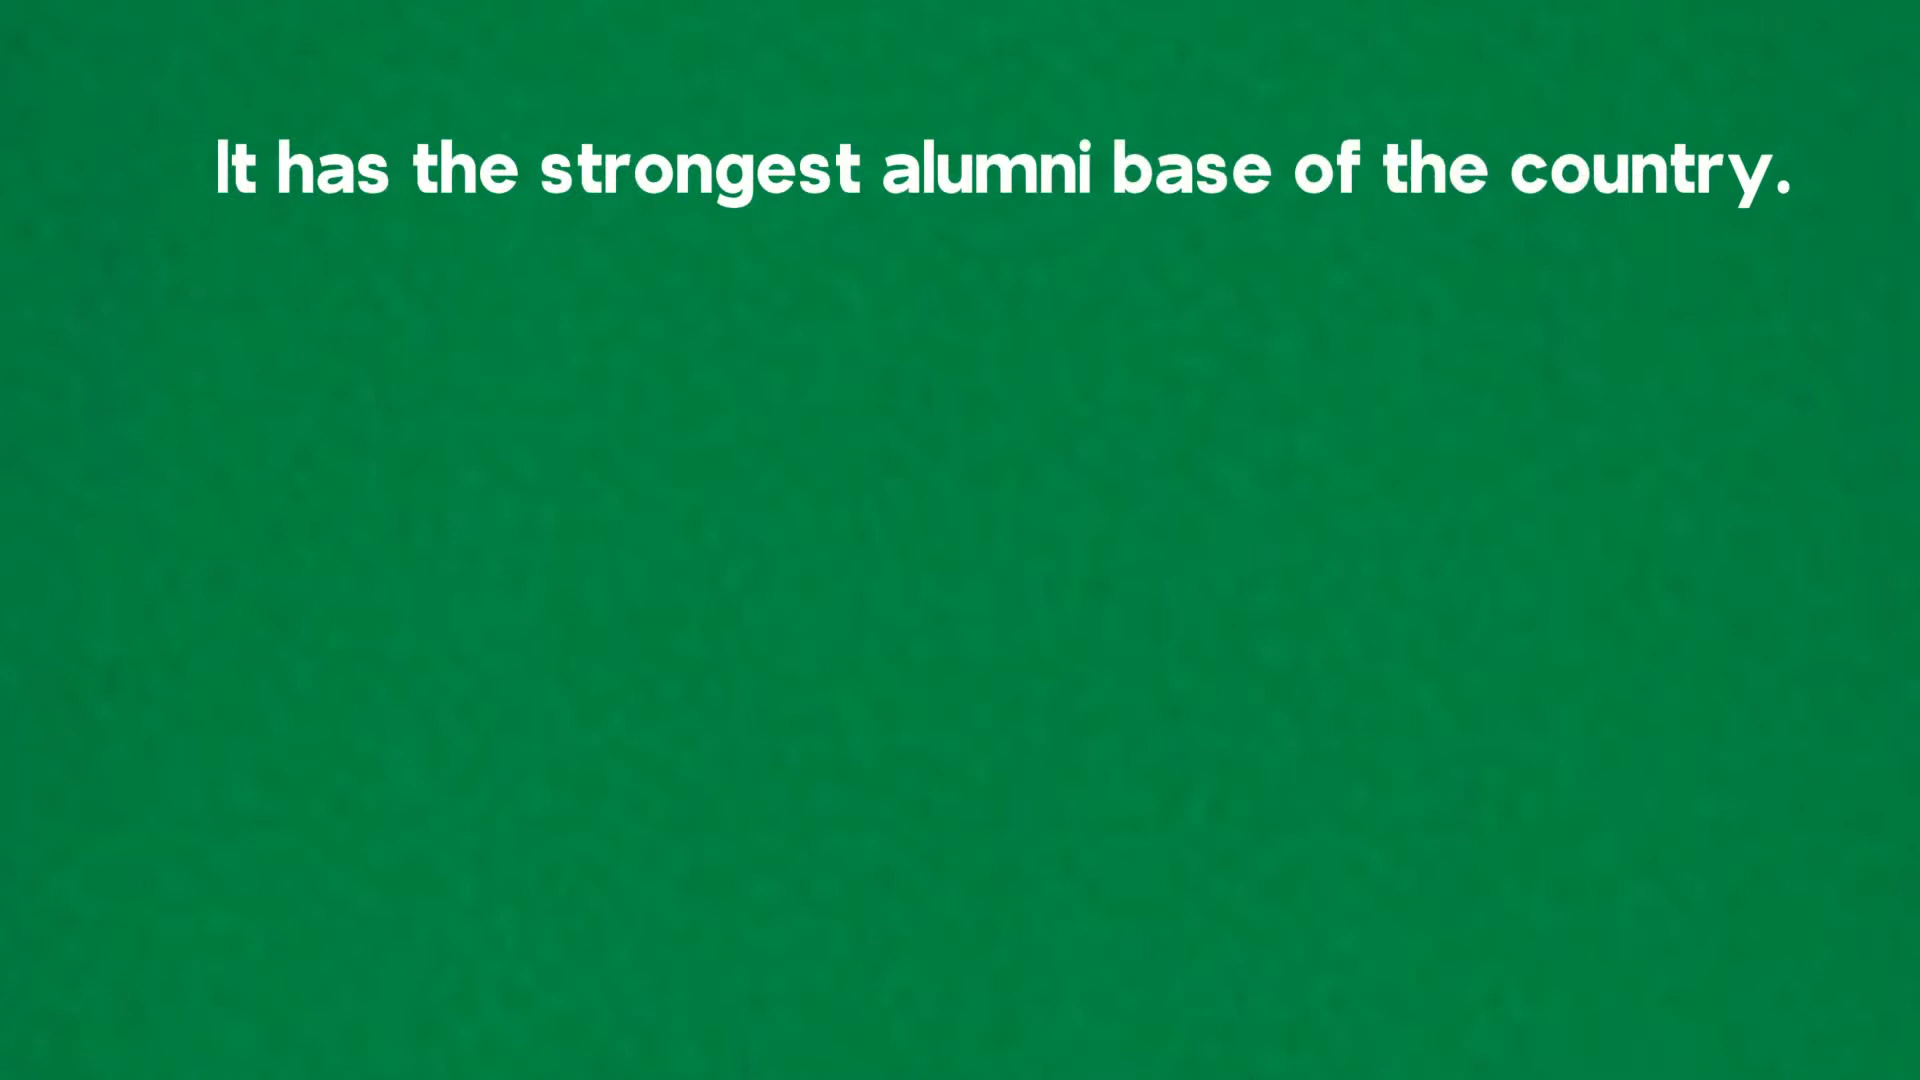 It has the strongest alumni base of the country.